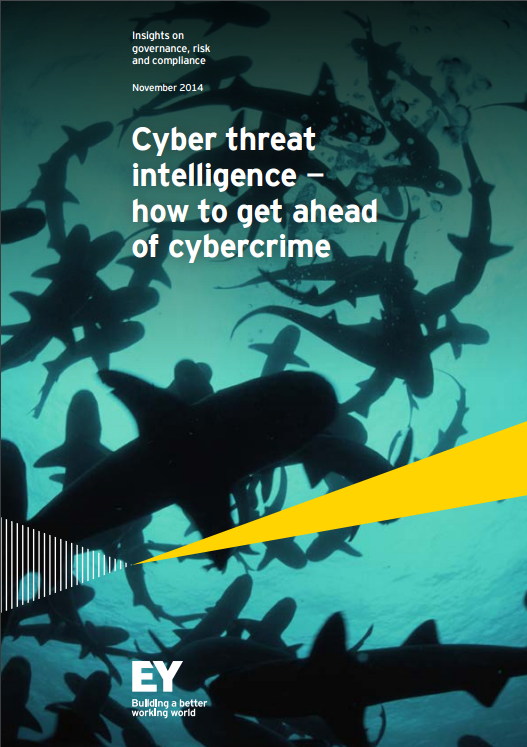 Insights on
governance, risk
and compliance
November 2014
Cyber threat
intelligence –
how to get ahead
of cybercrime
EY
Building a better
working world